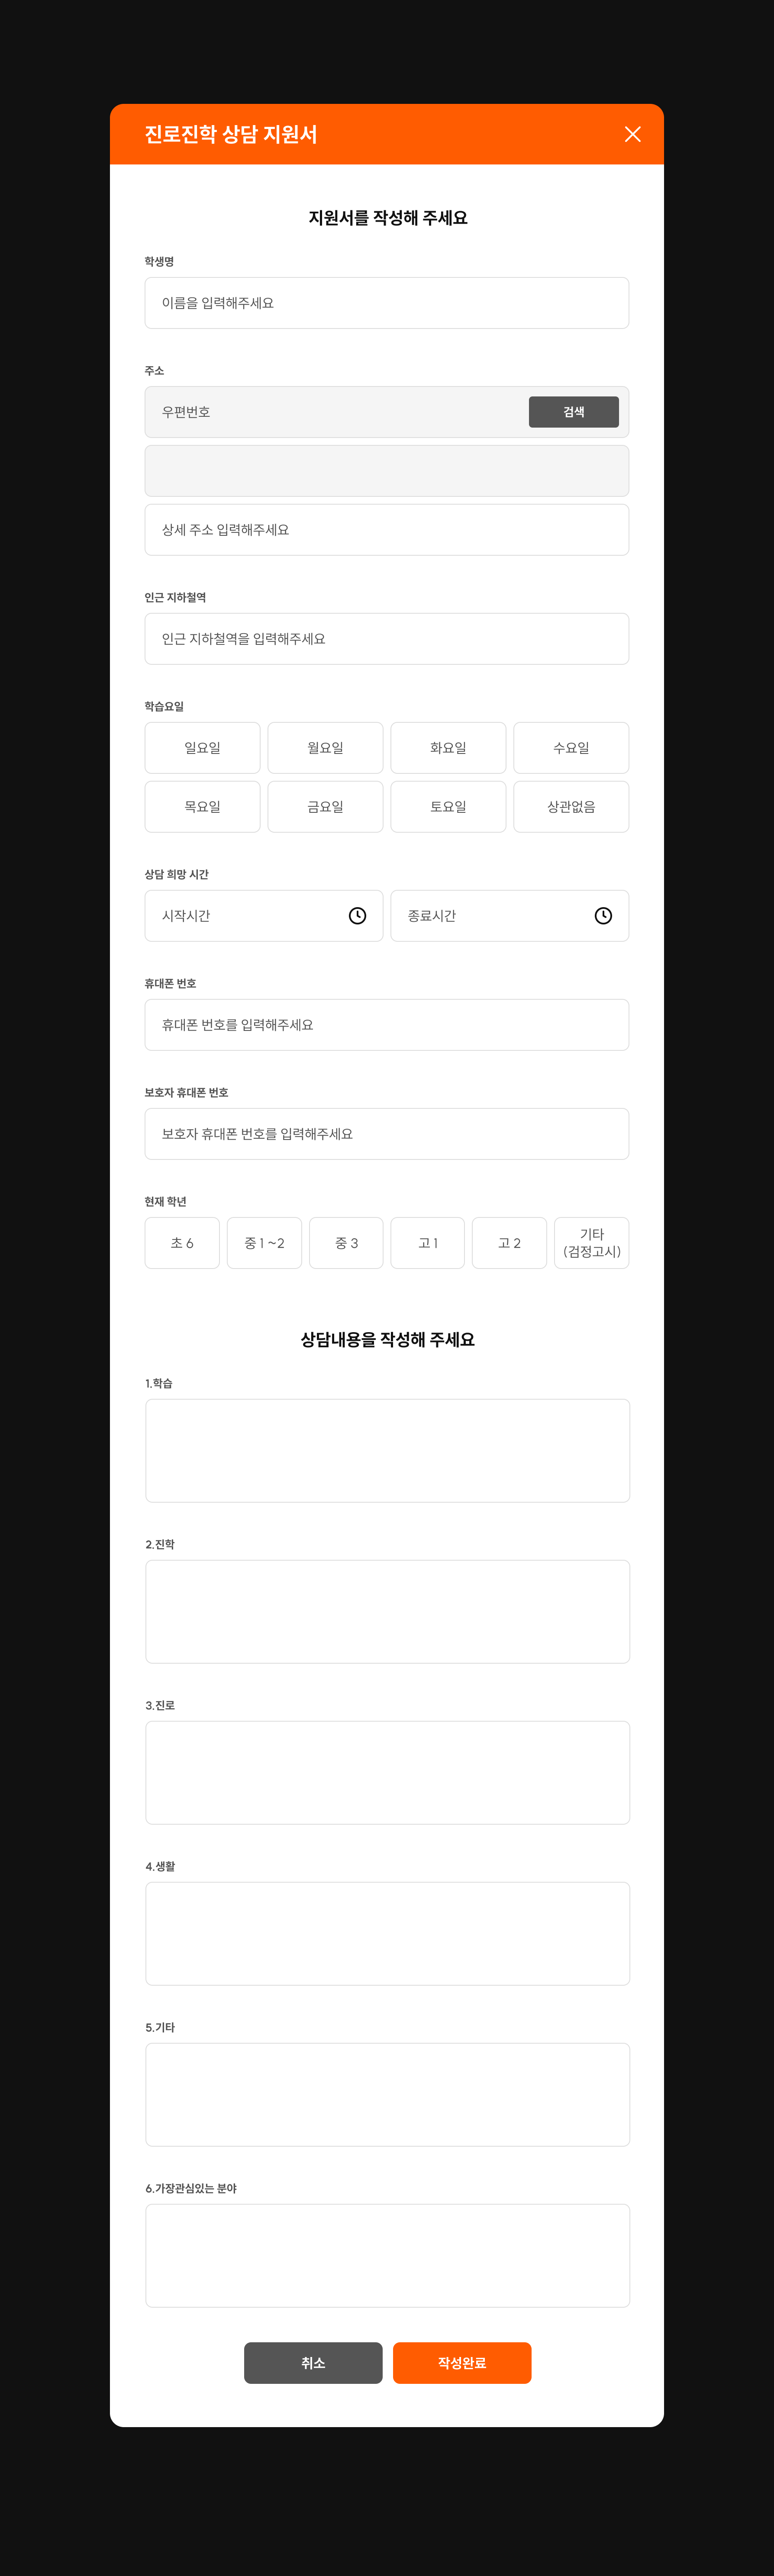 진로진학 상담 지원서
지원서를 작성해 주세요
학생명
이름을 입력해주세요
주소
우편번호
검색
상세 주소 입력해주세요
인근 지하철역
인근 지하철역을 입력해주세요
학습요일
일요일 월요일 화요일 수요일
목요일 금요일 토요일 상관없음
상담 희망 시간
시작시간 종료시간
휴대폰 번호
휴대폰 번호를 입력해주세요
보호자 휴대폰 번호
보호자 휴대폰 번호를 입력해주세요
현재 학년
초 6 중 1 ~2 중 3 고 1 고 2 기타
(검정고시)
상담내용을 작성해 주세요
1.학습
2.진학
3.진로
4.생활
5.기타
6.가장관심있는 분야
취소 작성완료